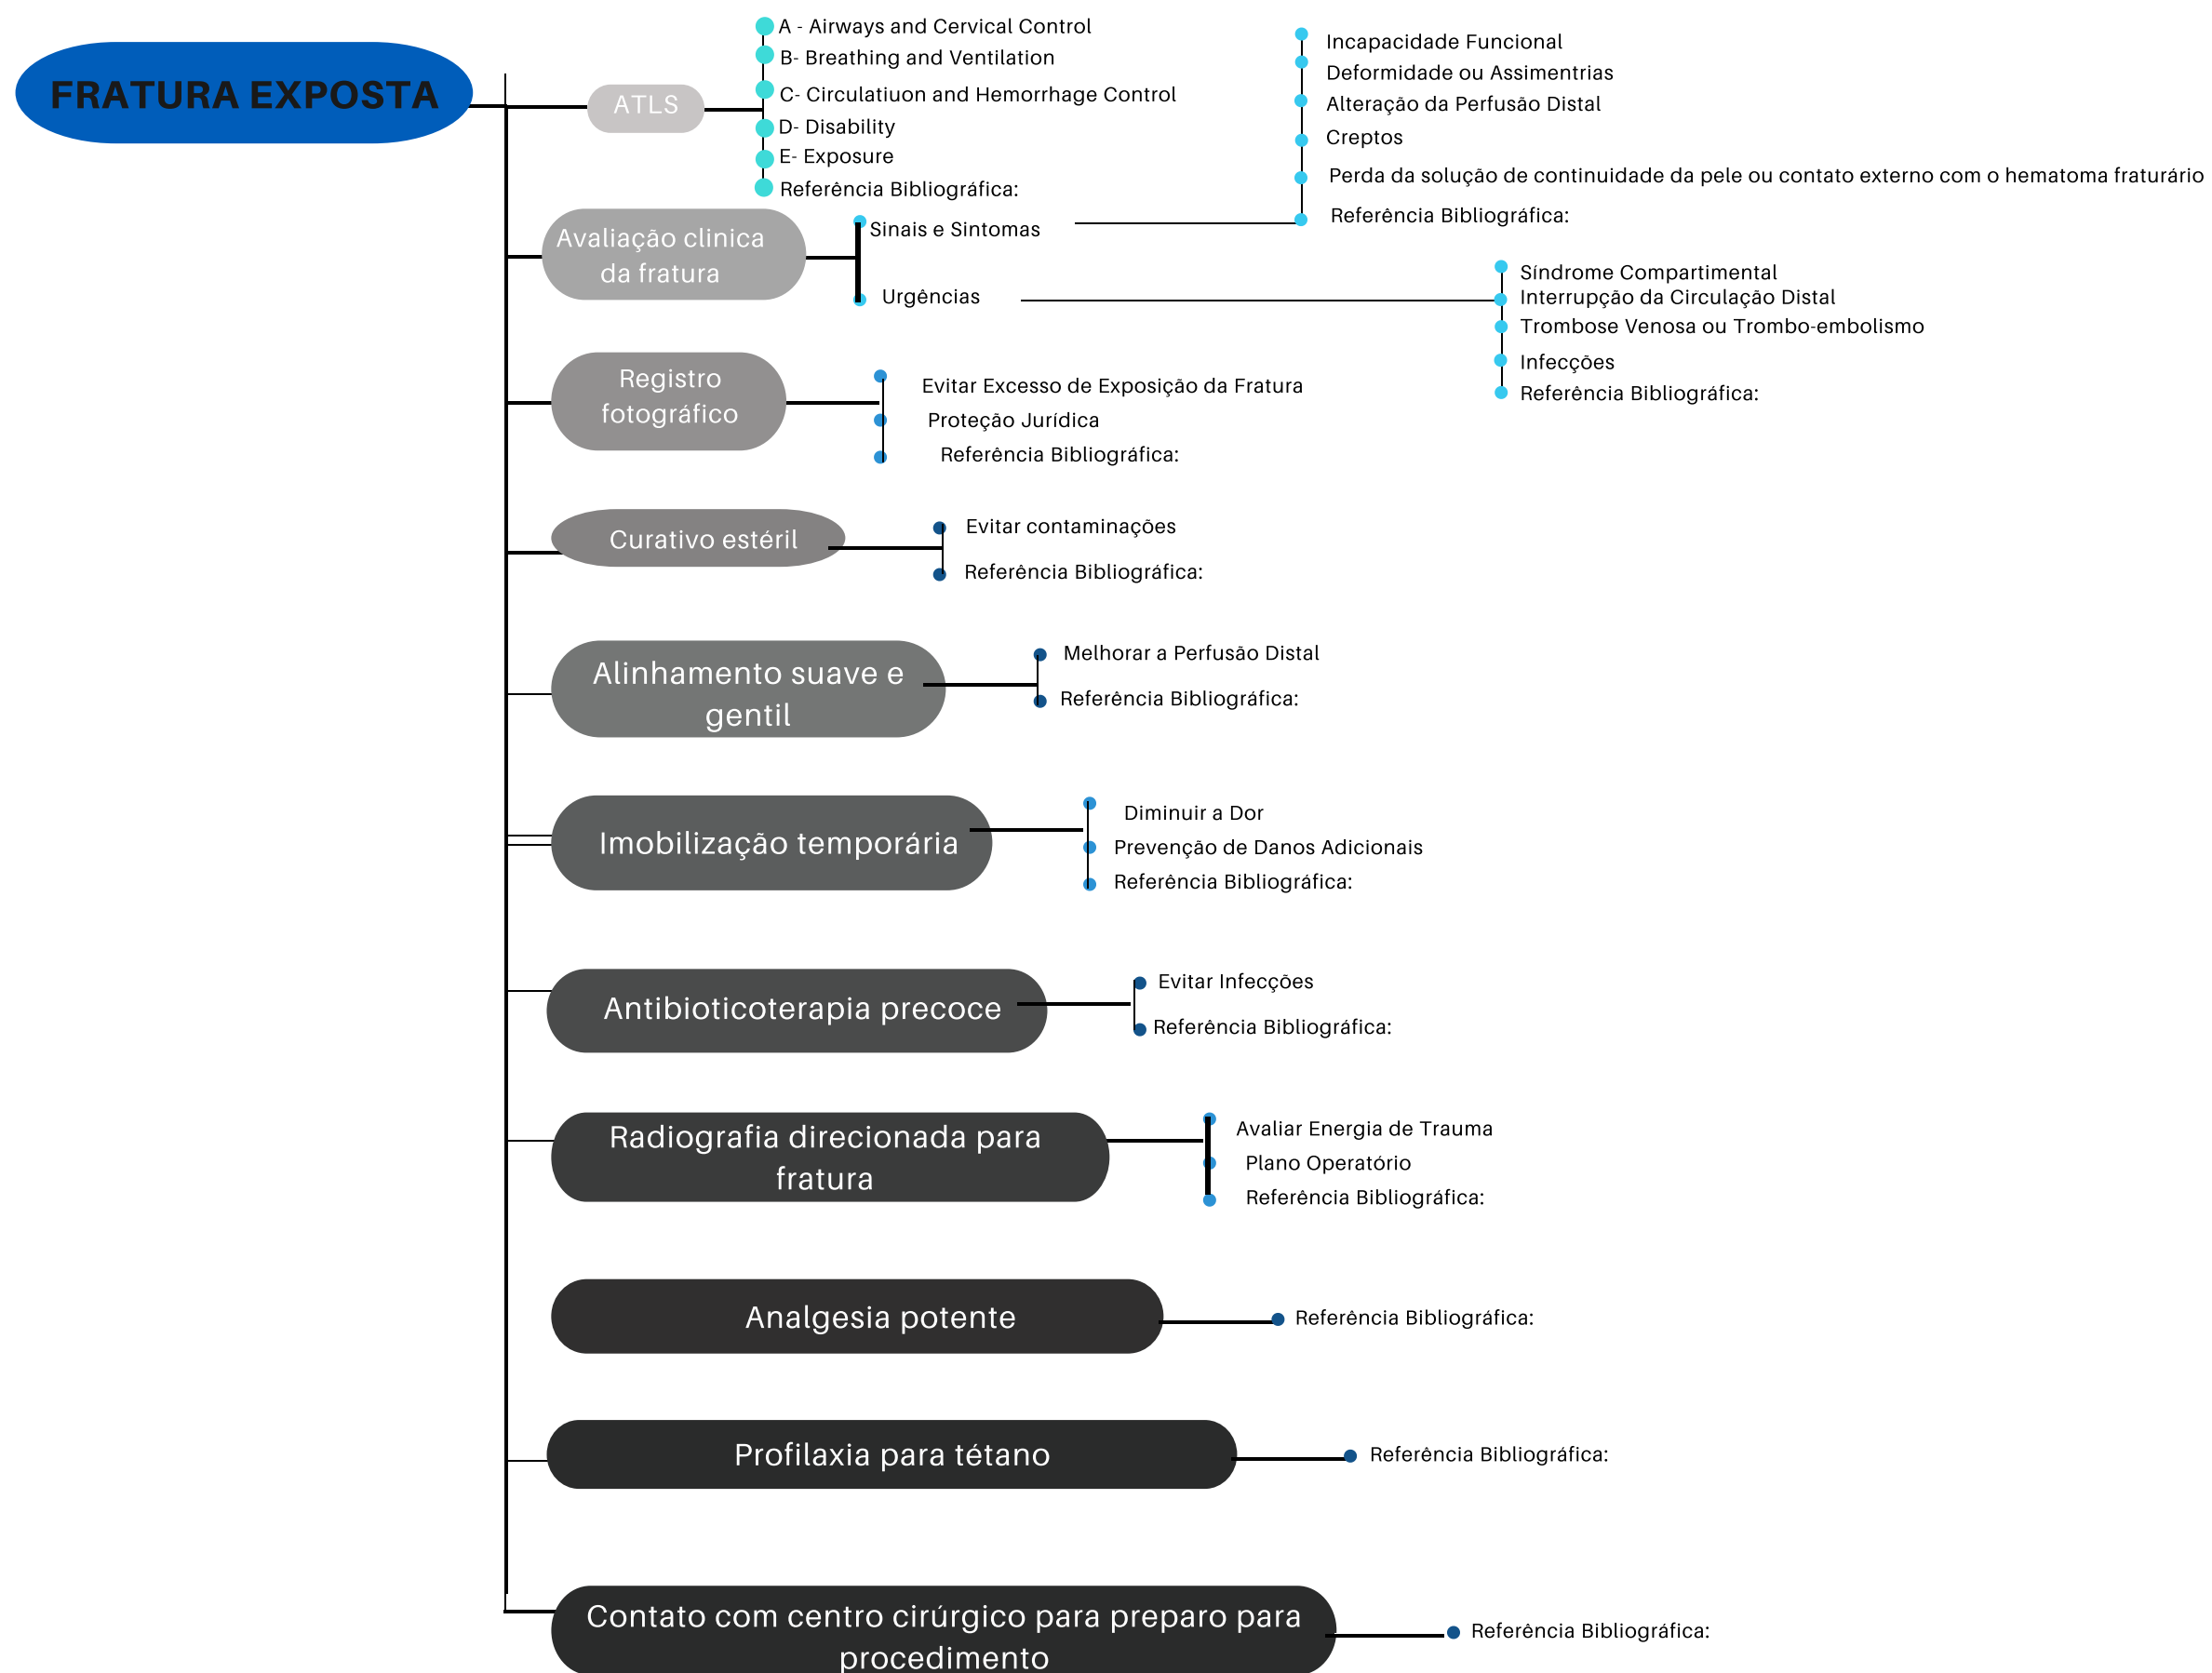 FRATURA EXPOSTA
ATLS
A - Airways and Cervical Control
B- Breathing and Ventilation
C- Circulatiuon and Hemorrhage Control
D- Disability
E- Exposure
Referência Bibliográfica:
Avaliação clinica
da fratura
Sinais e Sintomas
Incapacidade Funcional
Deformidade ou Assimentrias
Alteração da Perfusão Distal
Creptos
Perda da solução de continuidade da pele ou contato externo com o hematoma fraturário
Referência Bibliográfica:
Urgências
Síndrome Compartimental
Interrupção da Circulação Distal
Trombose Venosa ou Trombo-embolismo
Infecções
Referência Bibliográfica:
Registro
fotográfico
Evitar Excesso de Exposição da Fratura
Proteção Jurídica
Referência Bibliográfica:
Curativo estéril
Evitar contaminações
Referência Bibliográfica:
Alinhamento suave e
gentil
Melhorar a Perfusão Distal
Referência Bibliográfica:
Imobilização temporária
Diminuir a Dor
Prevenção de Danos Adicionais
Referência Bibliográfica:
Antibioticoterapia precoce
Evitar Infecções
Referência Bibliográfica:
Radiografia direcionada para
fratura
Avaliar Energia de Trauma
Plano Operatório
Referência Bibliográfica:
Analgesia potente
Referência Bibliográfica:
Profilaxia para tétano
Referência Bibliográfica:
Contato com centro cirúrgico para preparo para
procedimento
Referência Bibliográfica: